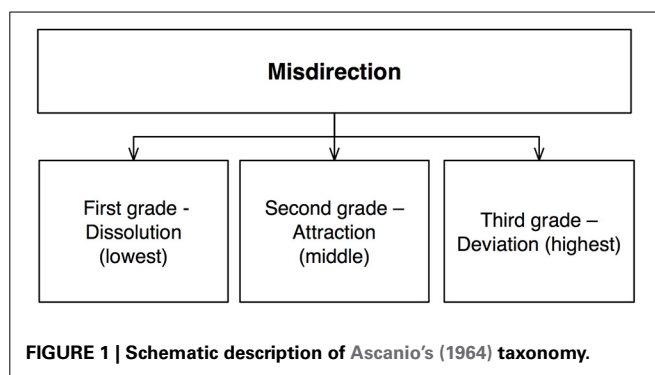 Misdirection
First grade -
Dissolution
(lowest)
Second grade –
Attraction
(middle)
Third grade –
Deviation (highest)
FIGURE 1 | Schematic description of Ascanio's (1964) taxonomy.